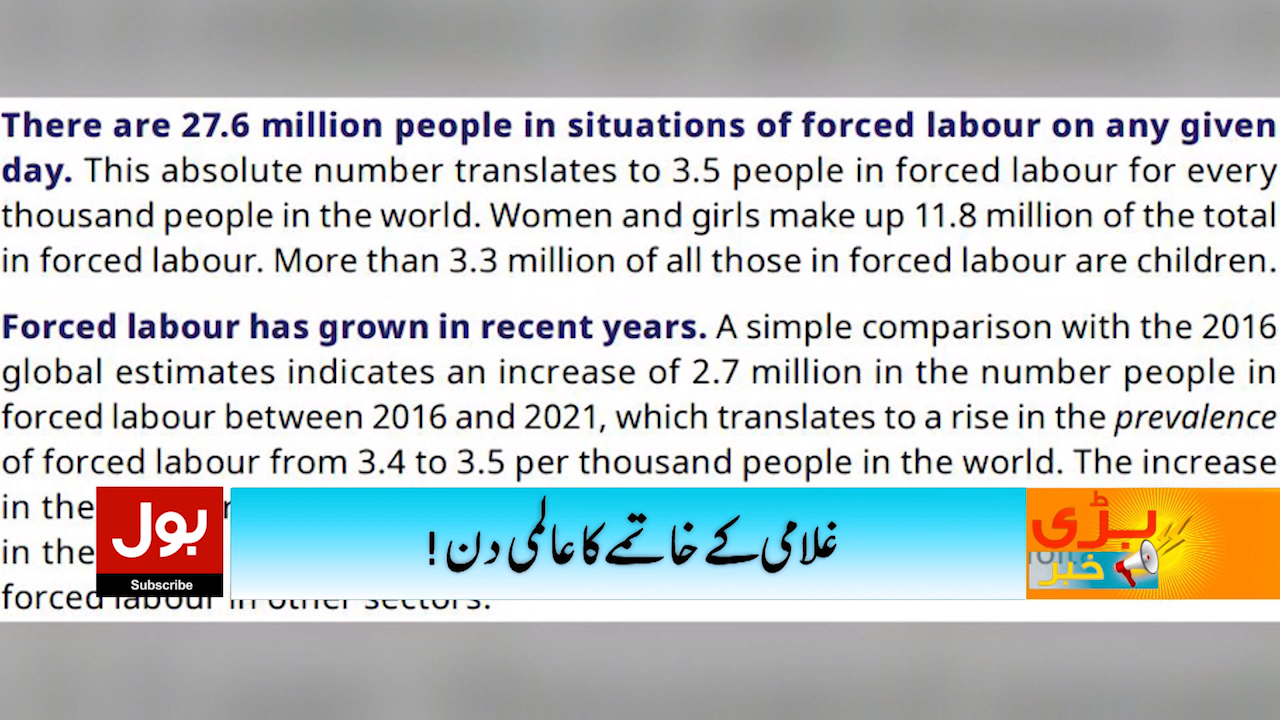 There are 27.6 million people in situations of forced labour on any given
day. This absolute number translates to 3.5 people in forced labour for every
thousand people in the world. Women and girls make up 11.8 million of the total
in forced labour. More than 3.3 million of all those in forced labour are children.
Forced labour has grown in recent years. A simple comparison with the 2016
global estimates indicates an increase of 2.7 million in the number people in
forced labour between 2016 and 2021, which translates to a rise in the prevalence
of forced labour from 3.4 to 3.5 per thousand people in the world. The increase
in the
in the
forced labour in other sectors.
بول
Subscribe
غلامی کے خاتمے کا عالمی دن !
بڑی
خبر